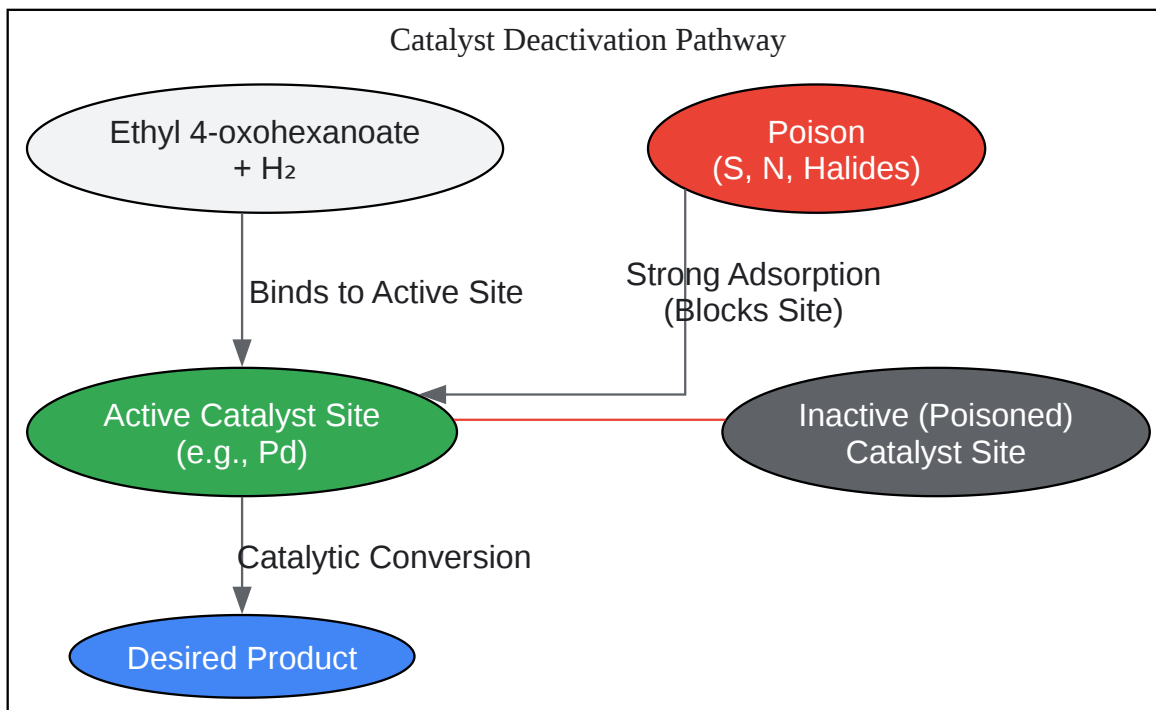 Catalyst Deactivation Pathway
Ethyl 4-oxohexanoate
+ H₂
Poison
(S, N, Halides)
Binds to Active Site
Strong Adsorption
(Blocks Site)
Active Catalyst Site
(e.g., Pd)
Inactive (Poisoned)
Catalyst Site
Catalytic Conversion
Desired Product